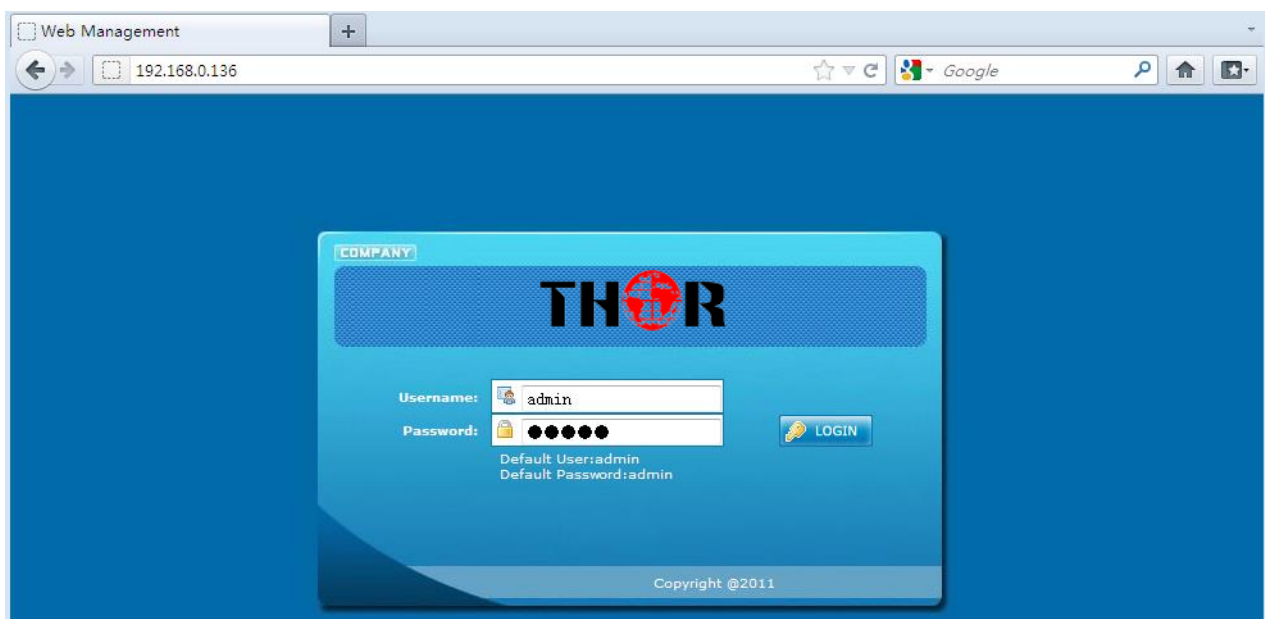 Web Management
192.168.0.136
Google
COMPANY
THOR
Username: admin
Password: ●●●●●
LOGIN
Default User:admin
Default Password:admin
Copyright @2011